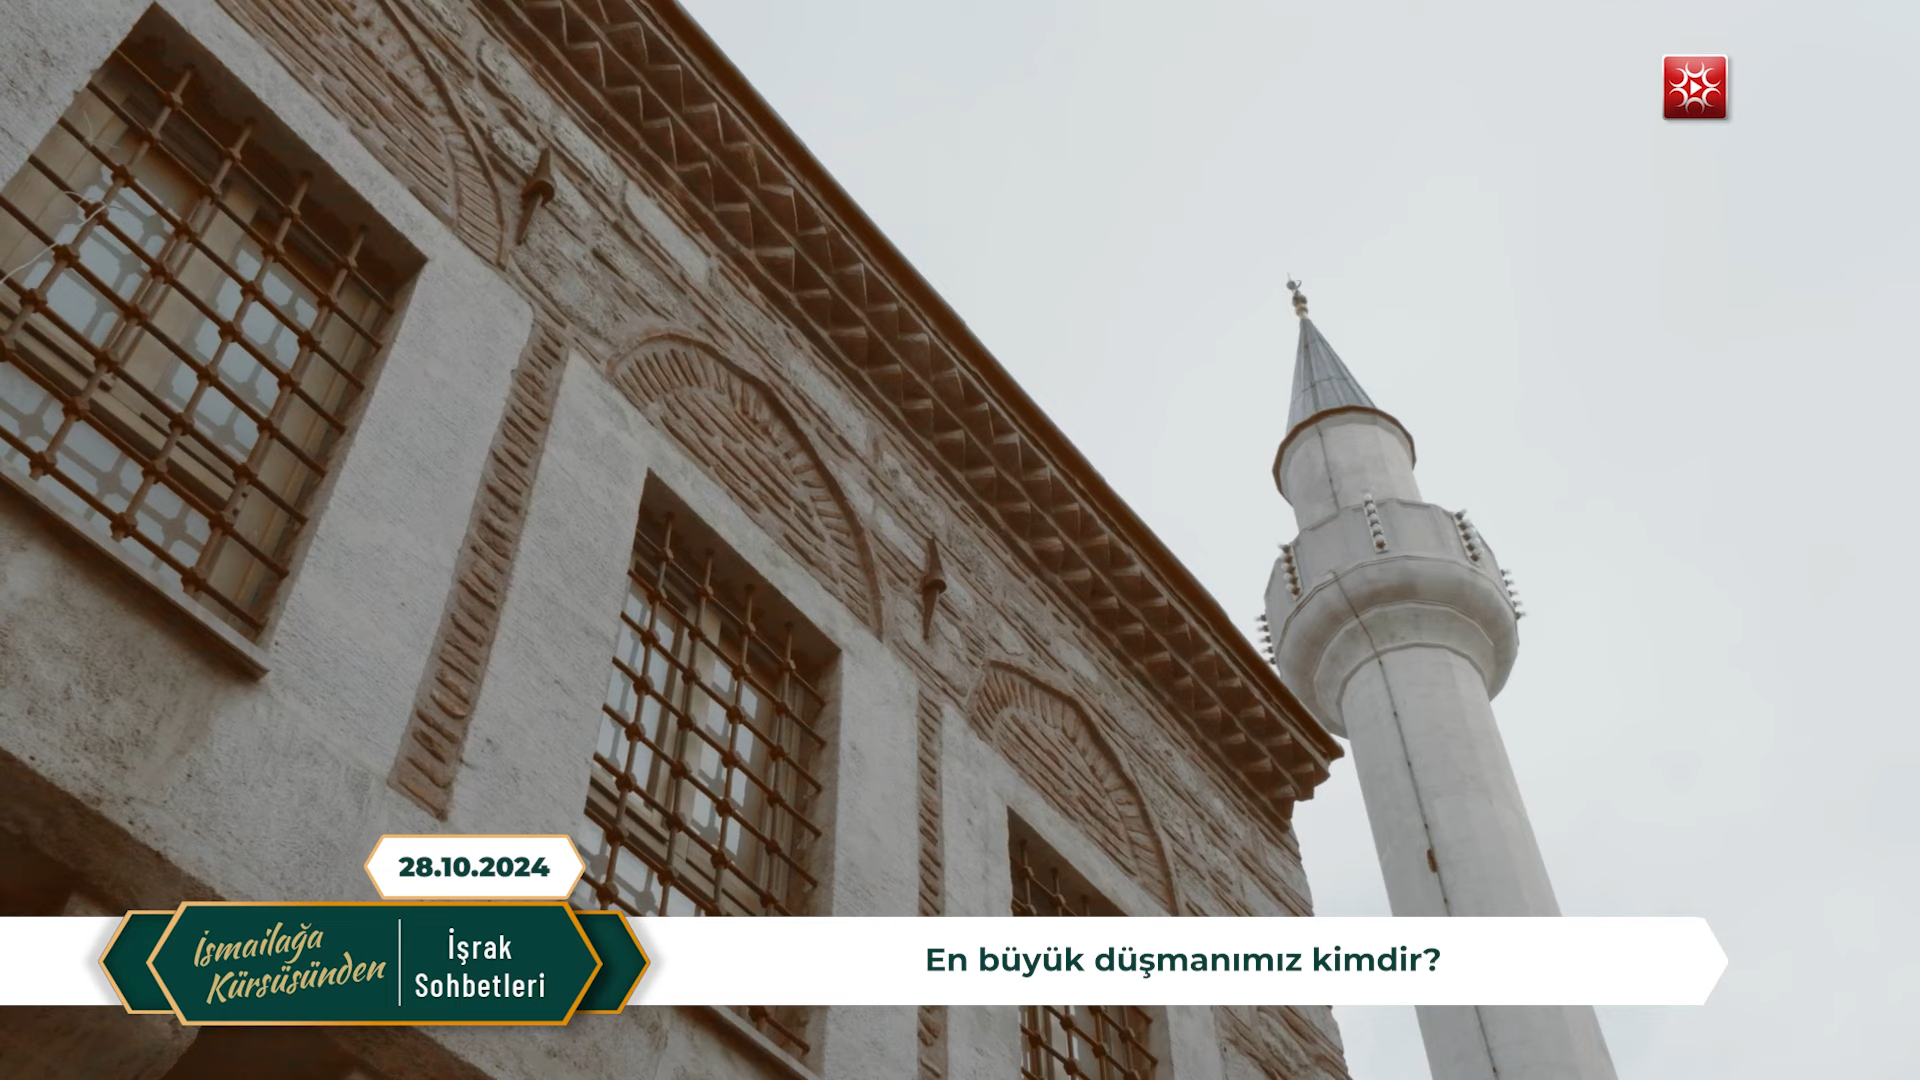 28.10.2024
İsmailağa
Kürsüsünden
İşrak
Sohbetleri
En büyük düşmanımız kimdir?